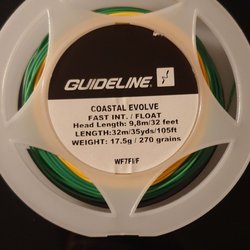 GUIDELINE
COASTAL EVOLVE
FAST INT. / FLOAT
Head Length: 9,8m/32 feet
LENGTH:32m/35yds/105ft
WEIGHT: 17.5g / 270 grains
WF7F/F